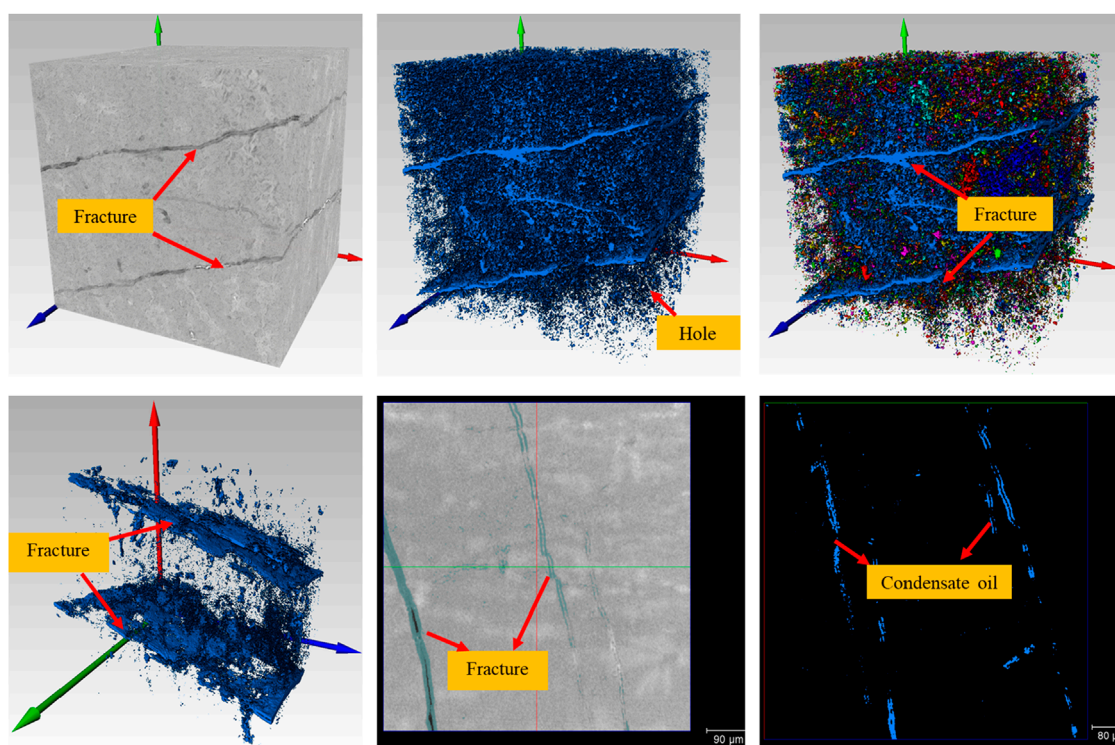 Fracture
Hole
Fracture
Fracture
Fracture
90 μm
Condensate oil
80 μ